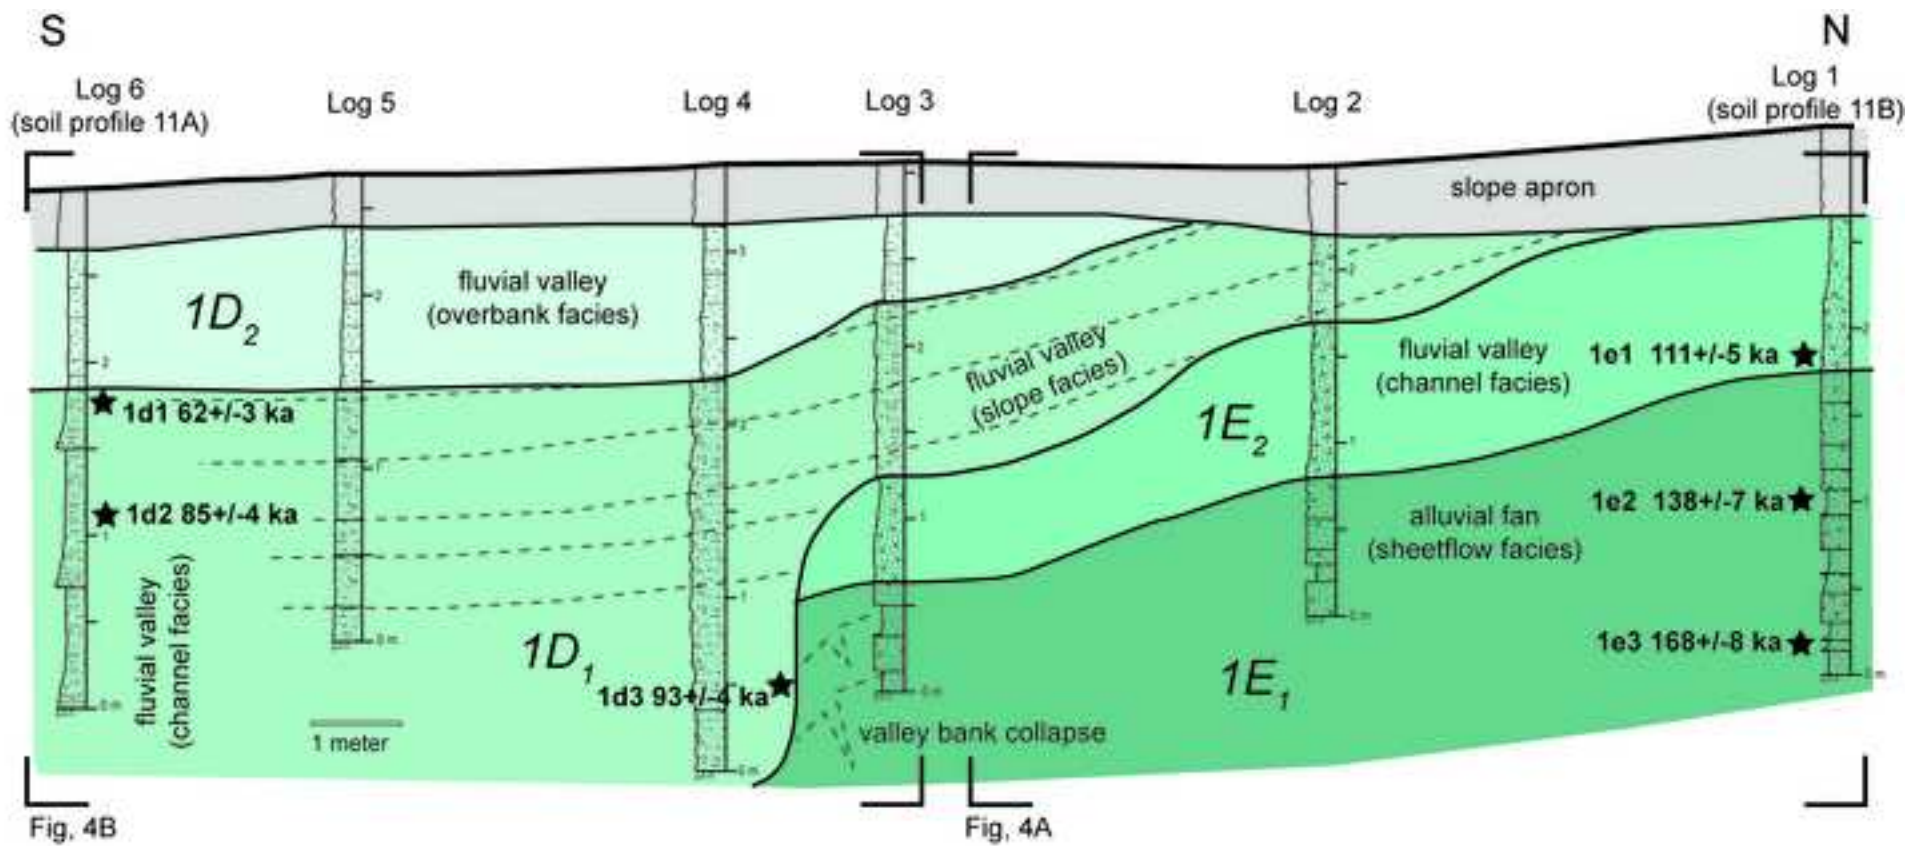 S
N
Log 6
(soil profile 11A)
Log 5
Log 4
Log 3
Log 2
Log 1
(soil profile 11B)
slope apron
1D2
fluvial valley
(overbank facies)
fluvial valley
(slope facies)
fluvial valley
(channel facies)
1e1 111+/-5 ka
1E2
1d1 62+/-3 ka
1d2 85+/-4 ka
1e2 138+/-7 ka
alluvial fan
(sheetflow facies)
fluvial valley
(channel facies)
1D1
1d3 93+/-4 ka
1e3 168+/-8 ka
1E1
valley bank collapse
1 meter
Fig, 4B
Fig, 4A